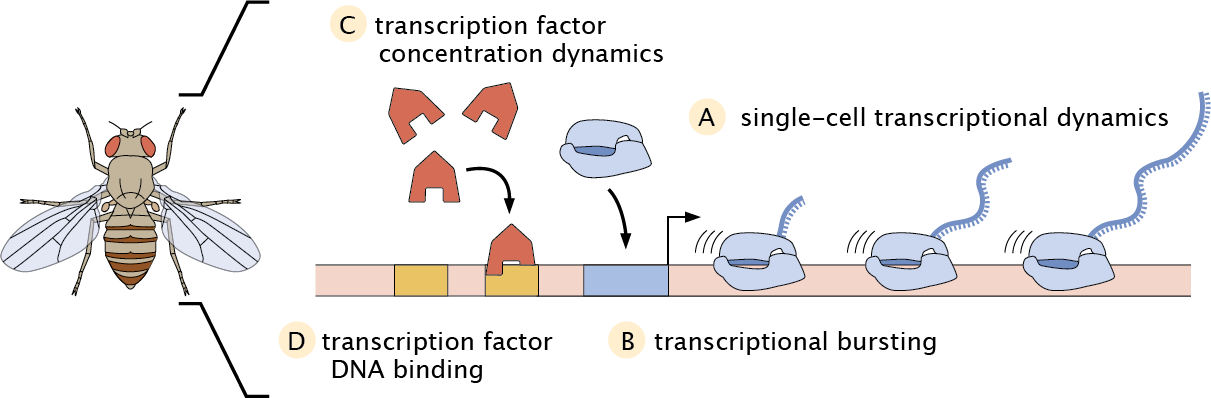 C transcription factor
concentration dynamics
A single-cell transcriptional dynamics
D transcription factor
DNA binding
B transcriptional bursting